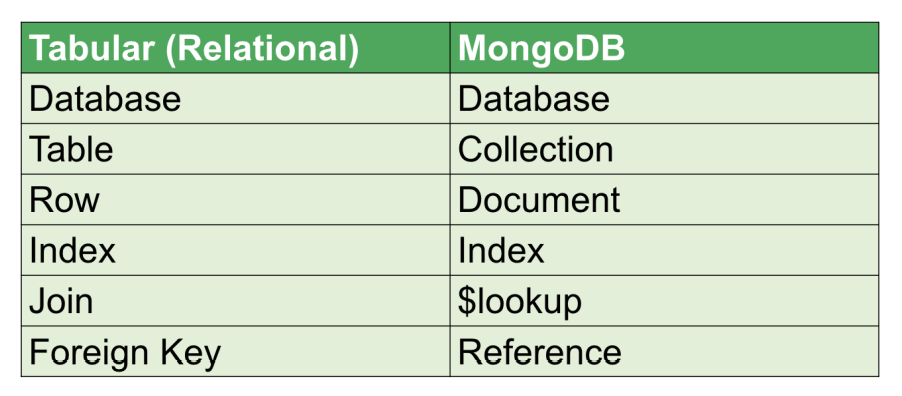 Tabular (Relational) MongoDB
Database Database
Table Collection
Row Document
Index Index
Join $lookup
Foreign Key Reference